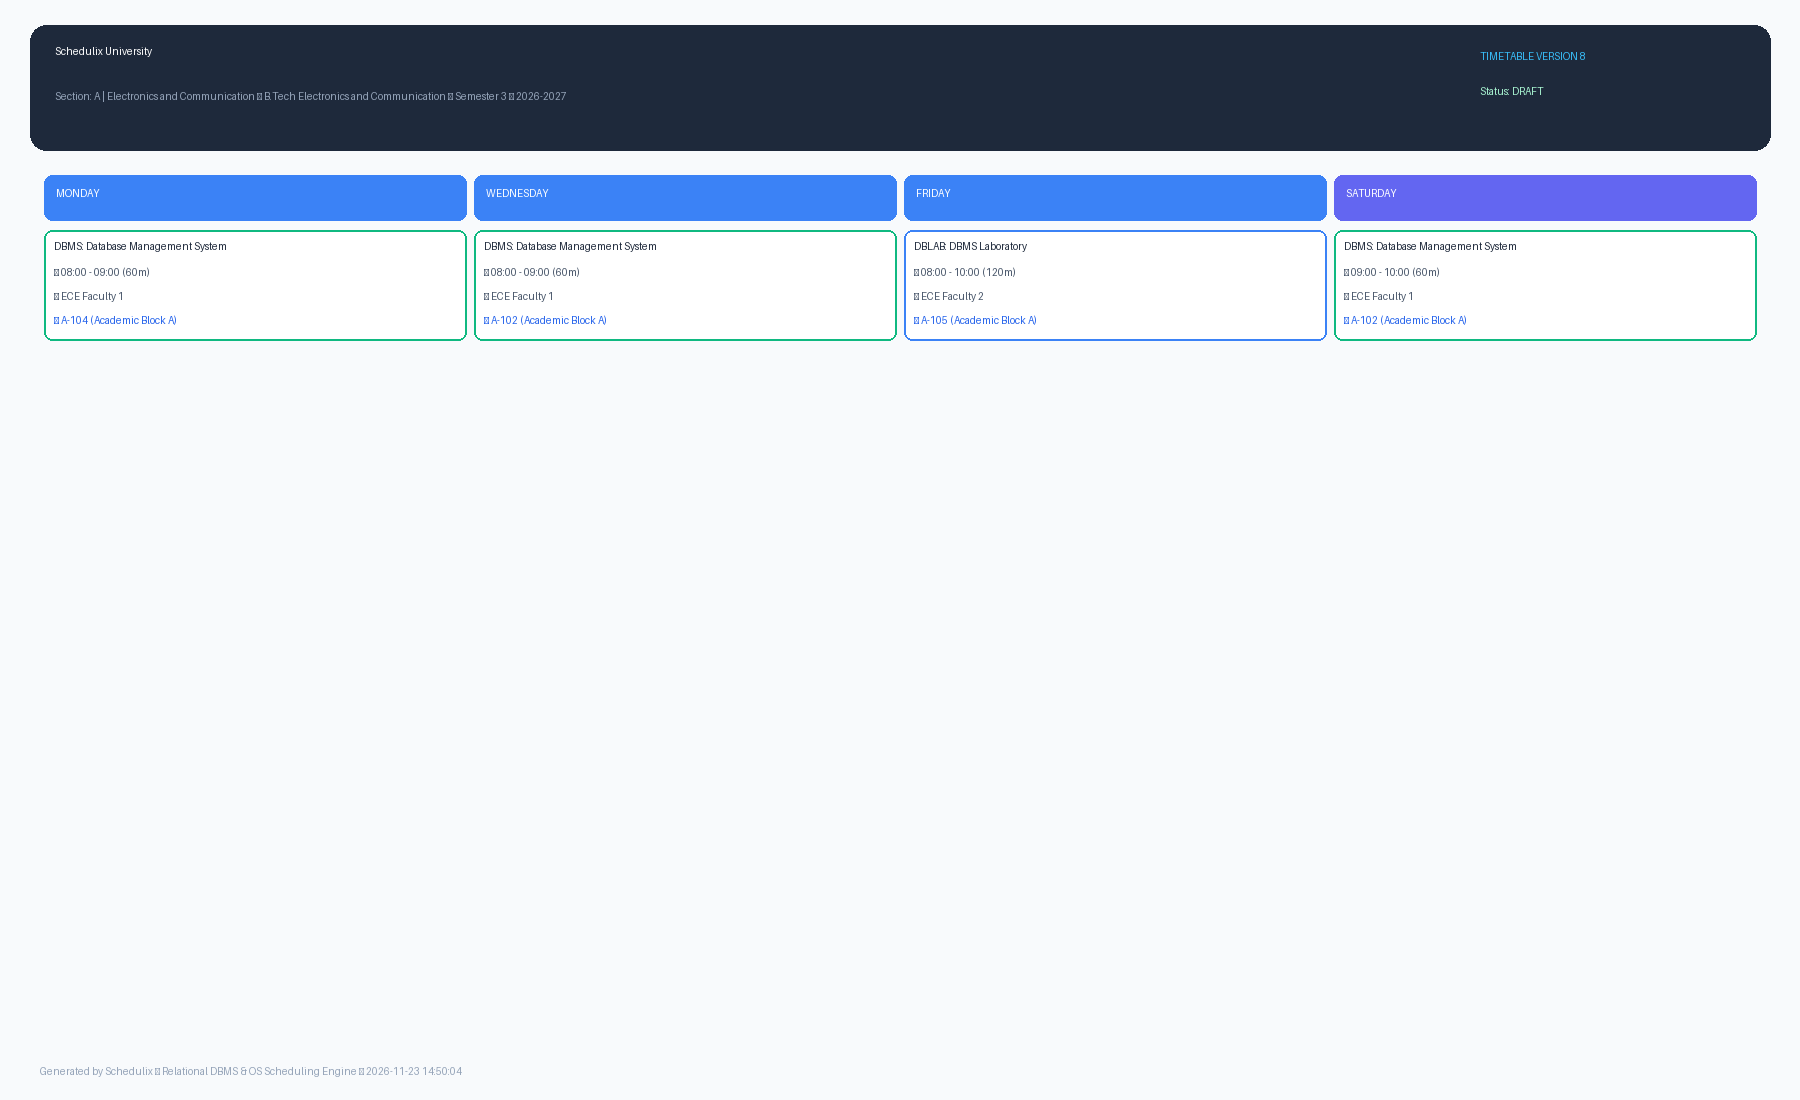 Schedulix University
TIMETABLE VERSION 8
Section: A | Electronics and Communication B.Tech Electronics and Communication Semester 3 2026-2027
Status: DRAFT
MONDAY
DBMS: Database Management System
08:00 - 09:00 (60m)
ECE Faculty 1
A-104 (Academic Block A)
WEDNESDAY
DBMS: Database Management System
08:00 - 09:00 (60m)
ECE Faculty 1
A-102 (Academic Block A)
FRIDAY
DBLAB: DBMS Laboratory
08:00 - 10:00 (120m)
ECE Faculty 2
A-105 (Academic Block A)
SATURDAY
DBMS: Database Management System
09:00 - 10:00 (60m)
ECE Faculty 1
A-102 (Academic Block A)
Generated by Schedulix Relational DBMS & OS Scheduling Engine 2026-11-23 14:50:04